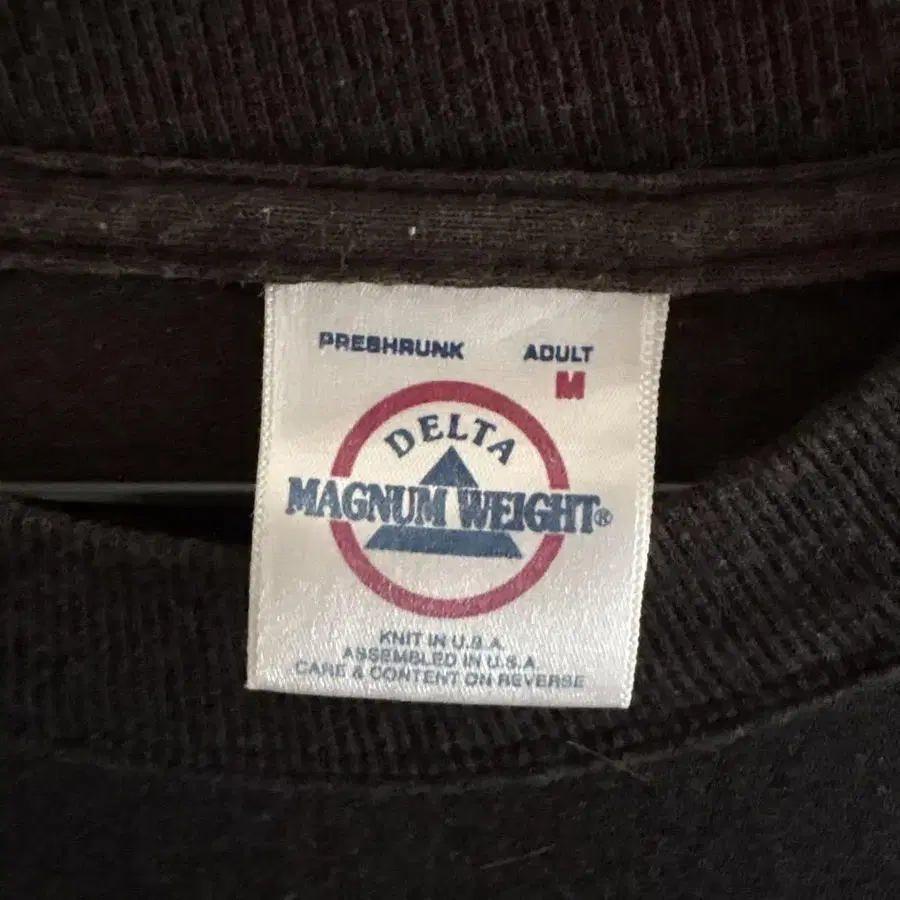 PRESHRUNK ADULT
M
DELTA
MAGNUM WEIGHT®
KNIT IN U.S.A.
ASSEMBLED IN U.S.A.
CARE & CONTENT ON REVERSE